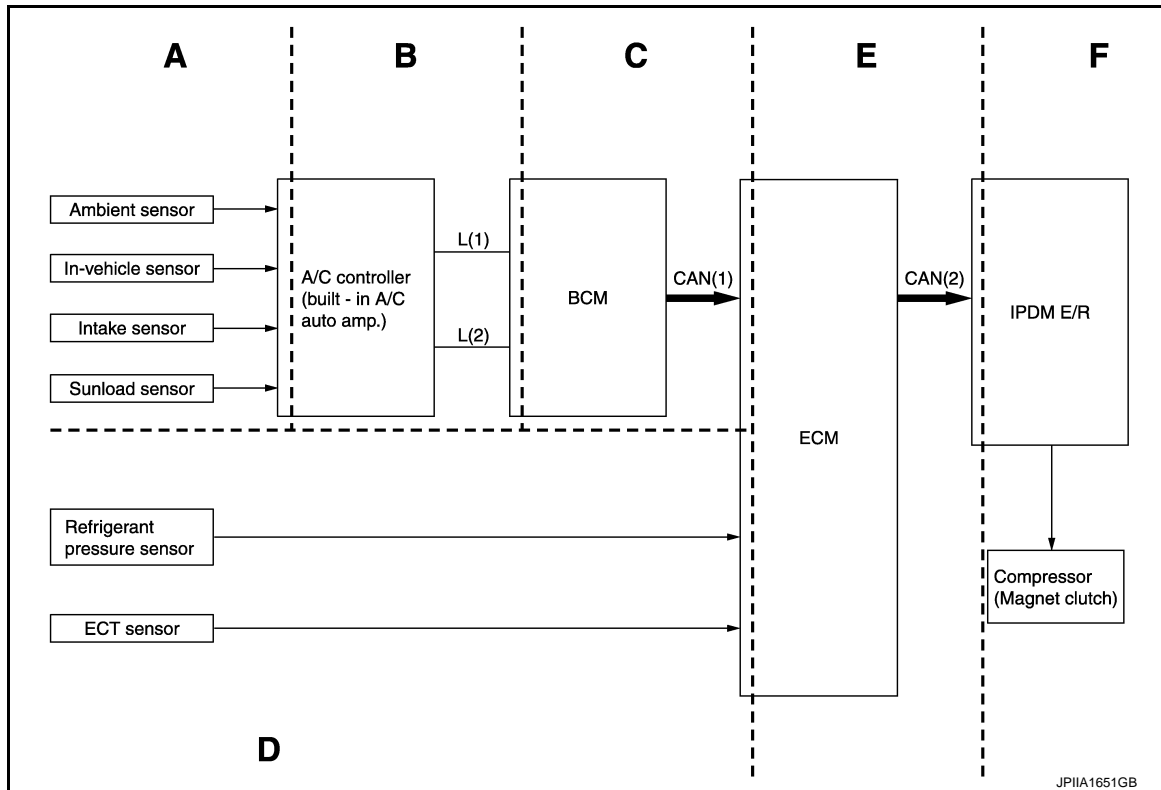 A
B
C
E
F
Ambient sensor
In-vehicle sensor
Intake sensor
Sunload sensor
A/C controller
(built - in A/C
auto amp.)
L(1)
L(2)
BCM
CAN(1)
ECM
CAN(2)
IPDM E/R
Refrigerant
pressure sensor
ECT sensor
Compressor
(Magnet clutch)
D
JPIIA1651GB